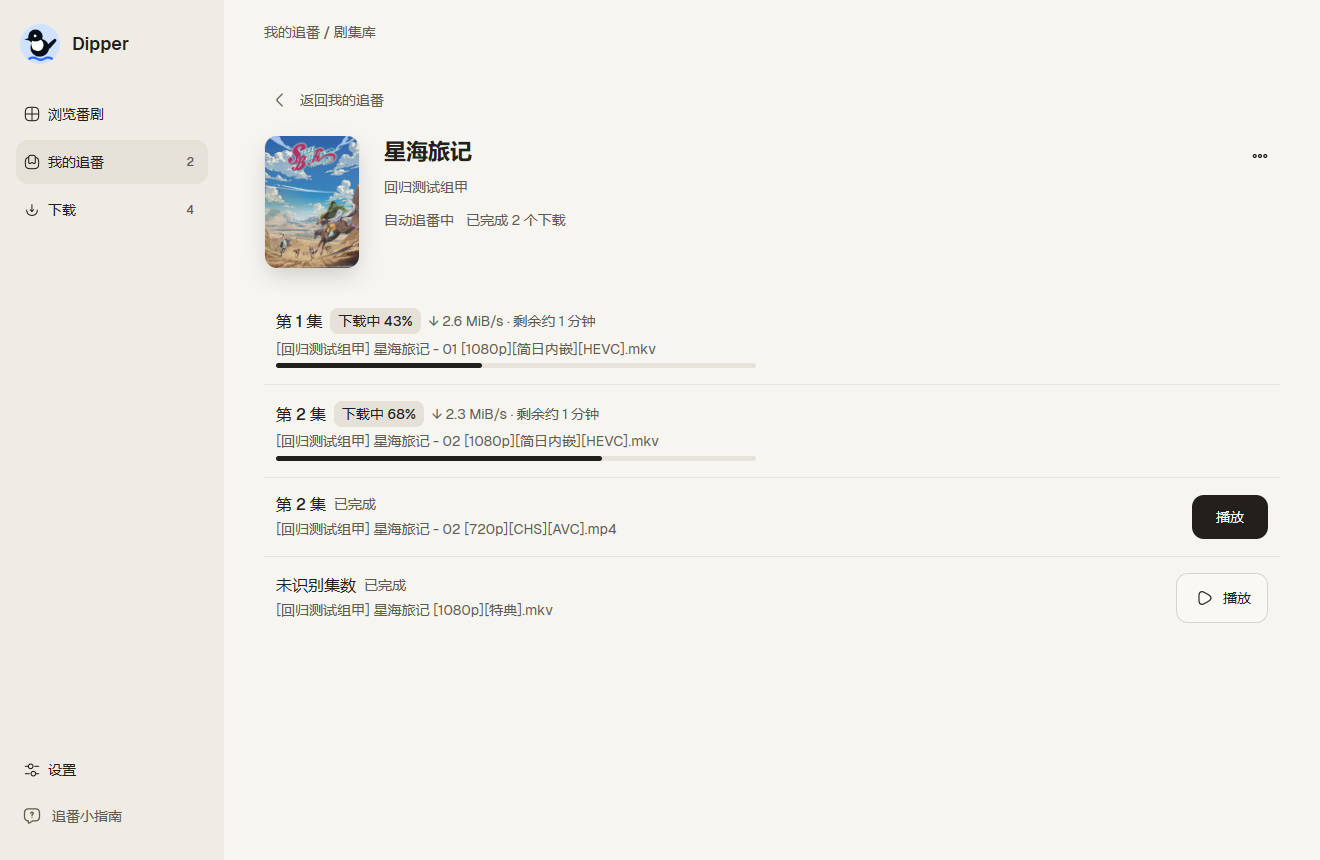 Dipper
浏览番剧
我的追番 2
下载 4
设置
追番小指南
我的追番 / 剧集库
返回我的追番
星海旅记
回归测试组甲
自动追番中 已完成 2 个下载
第 1 集 下载中 43% ↓ 2.6 MiB/s · 剩余约 1 分钟
[回归测试组甲] 星海旅记 - 01 [1080p][简日内嵌][HEVC].mkv
第 2 集 下载中 68% ↓ 2.3 MiB/s · 剩余约 1 分钟
[回归测试组甲] 星海旅记 - 02 [1080p][简日内嵌][HEVC].mkv
第 2 集 已完成
[回归测试组甲] 星海旅记 - 02 [720p][CHS][AVC].mp4
播放
未识别集数 已完成
[回归测试组甲] 星海旅记 [1080p][特典].mkv
播放